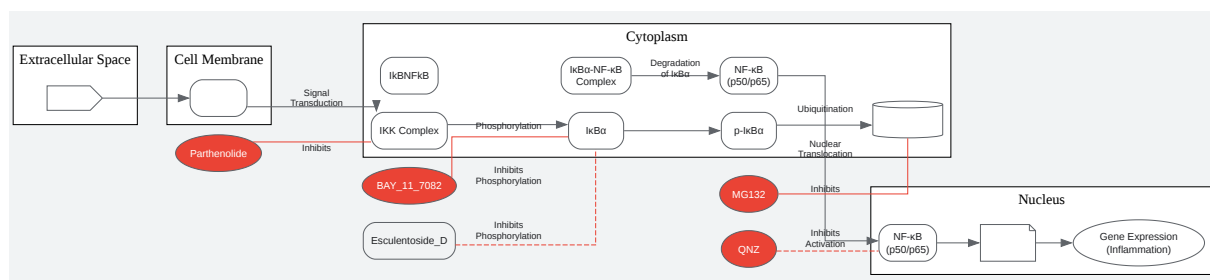 Extracellular Space
Cell Membrane
Cytoplasm
IkBNFkB
IκBα-NF-κB
Complex
Degradation
of IκBα
NF-κB
(p50/p65)
Signal
Transduction
IKK Complex
Phosphorylation
IκBα
p-IκBα
Ubiquitination
Nuclear
Translocation
Parthenolide
Inhibits
BAY_11_7082
Inhibits
Phosphorylation
MG132
Inhibits
Esculentoside_D
Inhibits
Phosphorylation
QNZ
Inhibits
Activation
Nucleus
NF-κB
(p50/p65)
Gene Expression
(Inflammation)